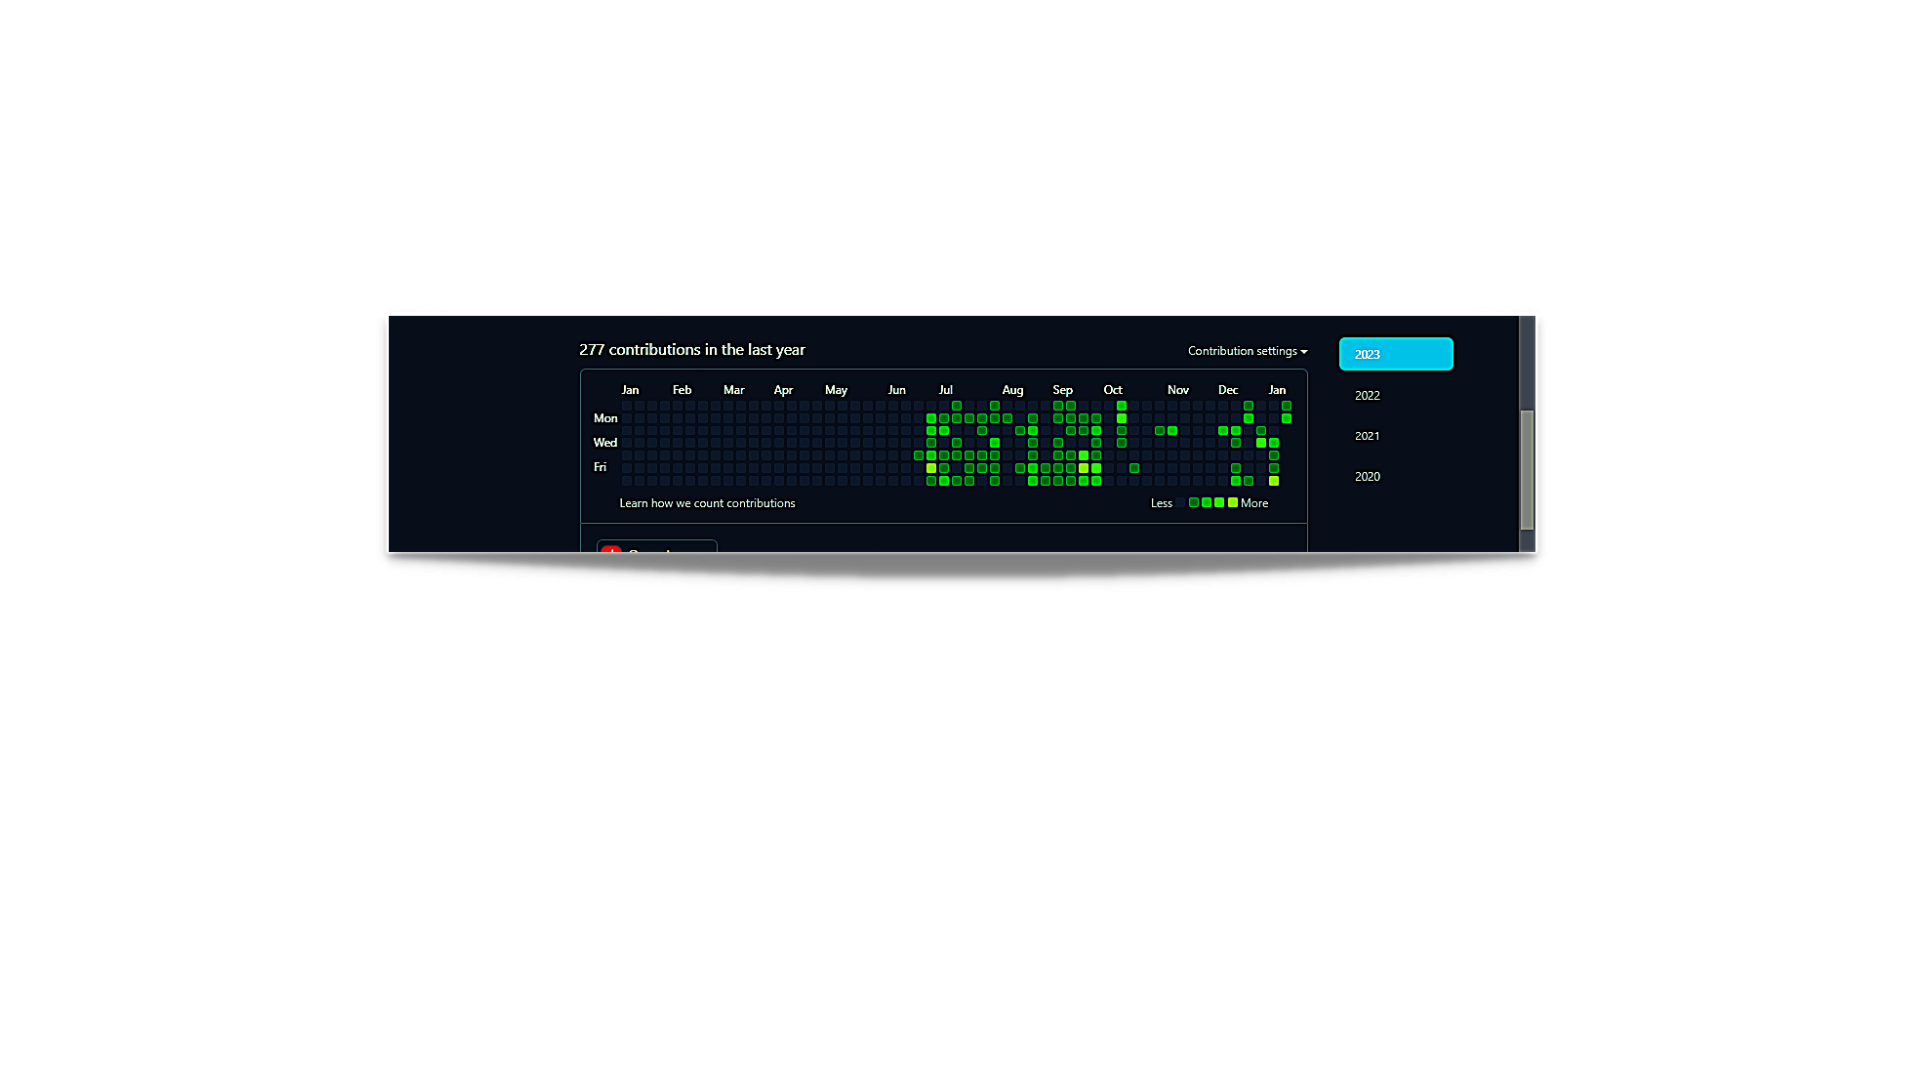 277 contributions in the last year
Contribution settings
2023
2022
2021
2020
Jan Feb Mar Apr May Jun Jul Aug Sep Oct Nov Dec Jan
Mon
Wed
Fri
Learn how we count contributions
Less More